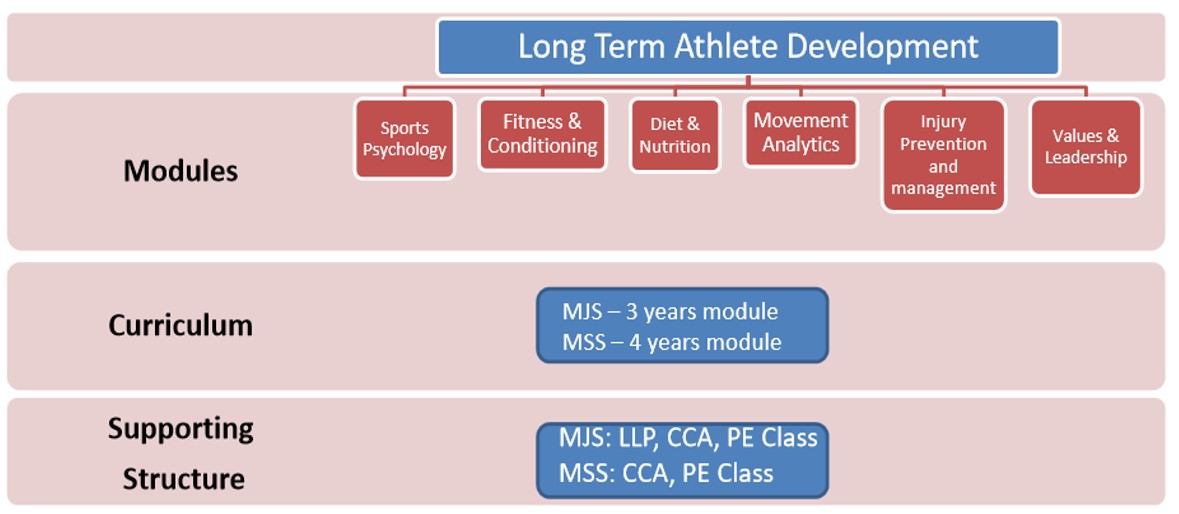 Long Term Athlete Development
Modules
Sports
Psychology
Fitness &
Conditioning
Diet &
Nutrition
Movement
Analytics
Injury
Prevention
and
management
Values &
Leadership
Curriculum
MJS – 3 years module
MSS – 4 years module
Supporting
Structure
MJS: LLP, CCA, PE Class
MSS: CCA, PE Class